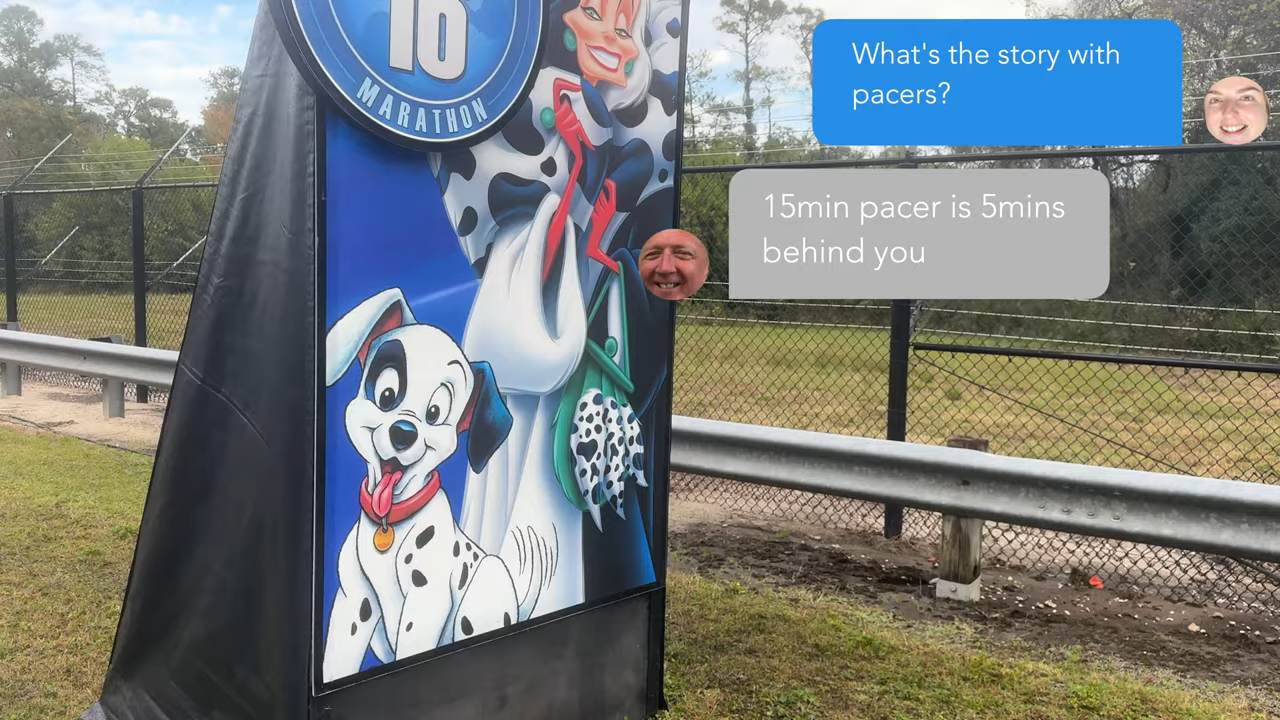 16
MARATHON
What's the story with
pacers?
15min pacer is 5mins
behind you